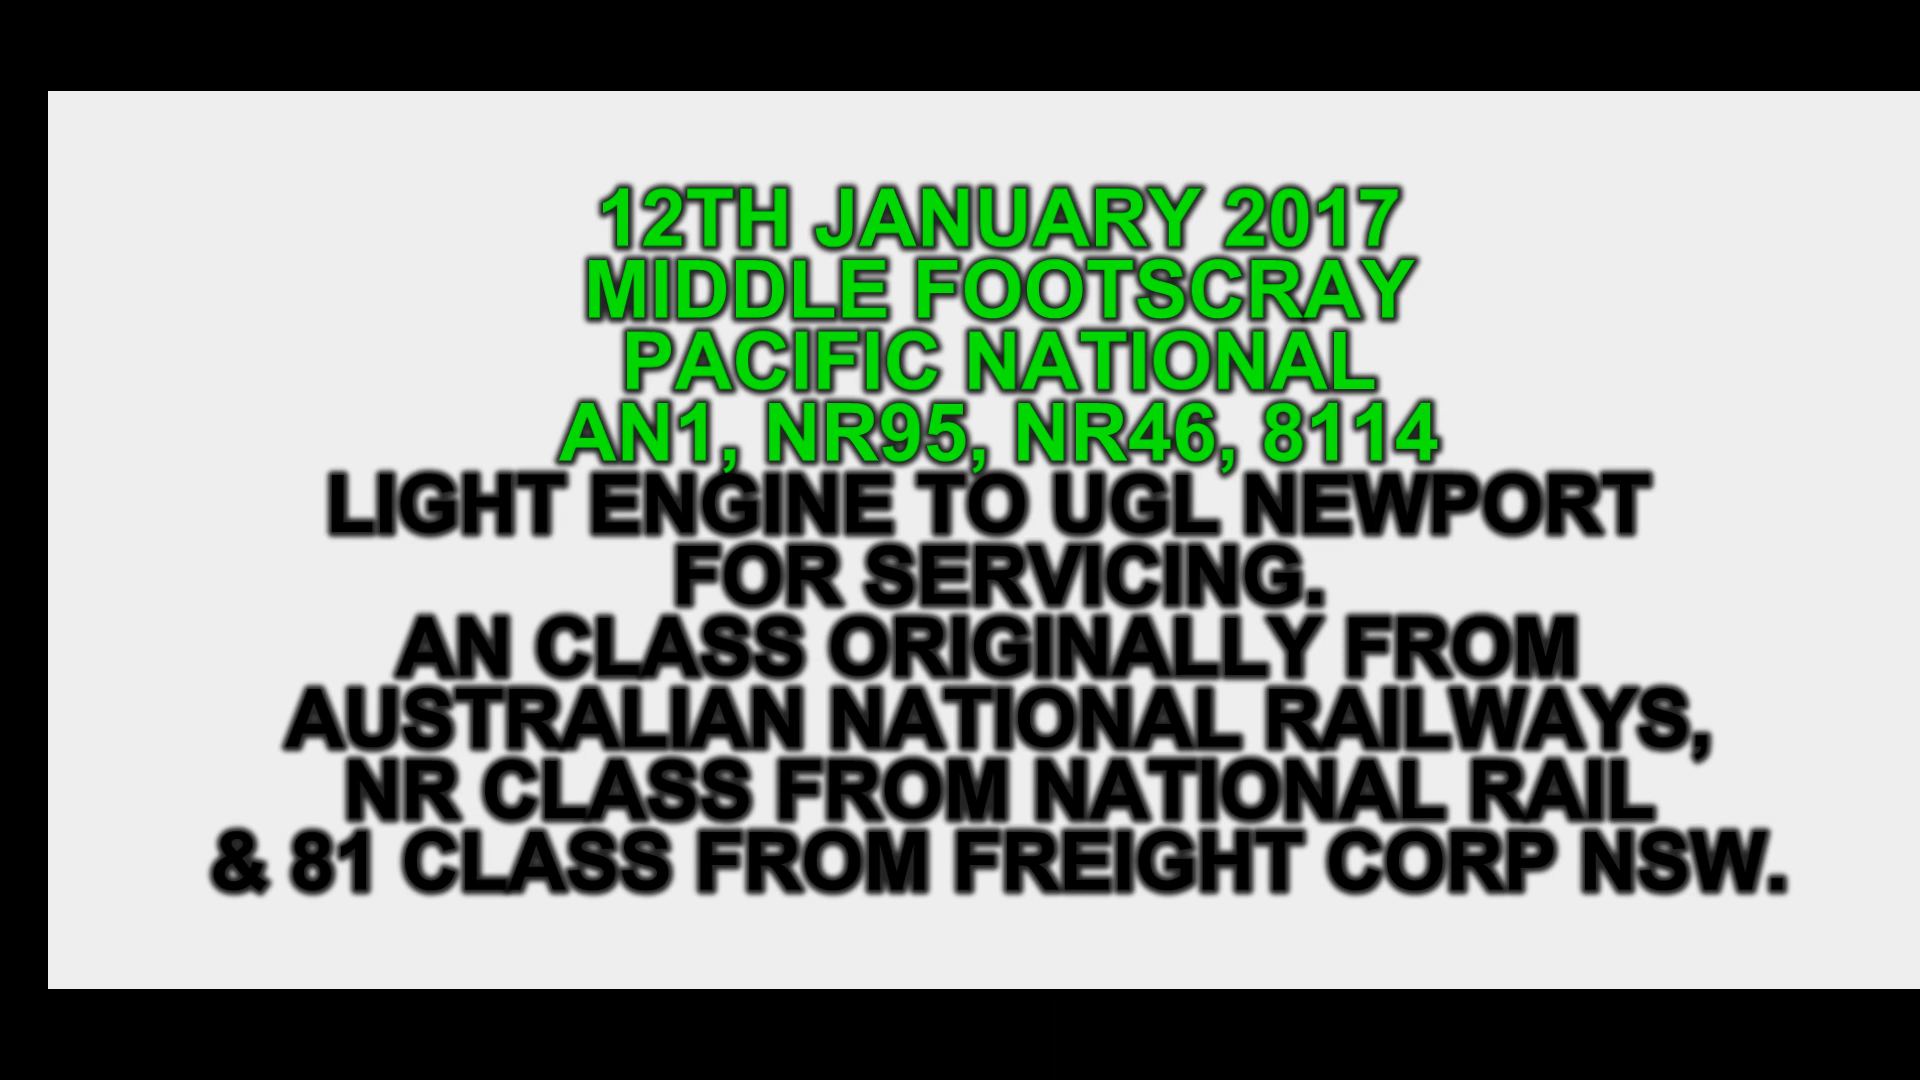 12TH JANUARY 2017
MIDDLE FOOTSCRAY
PACIFIC NATIONAL
AN1, NR95, NR46, 8114
LIGHT ENGINE TO UGL NEWPORT
FOR SERVICING.
AN CLASS ORIGINALLY FROM
AUSTRALIAN NATIONAL RAILWAYS,
NR CLASS FROM NATIONAL RAIL
& 81 CLASS FROM FREIGHT CORP NSW.